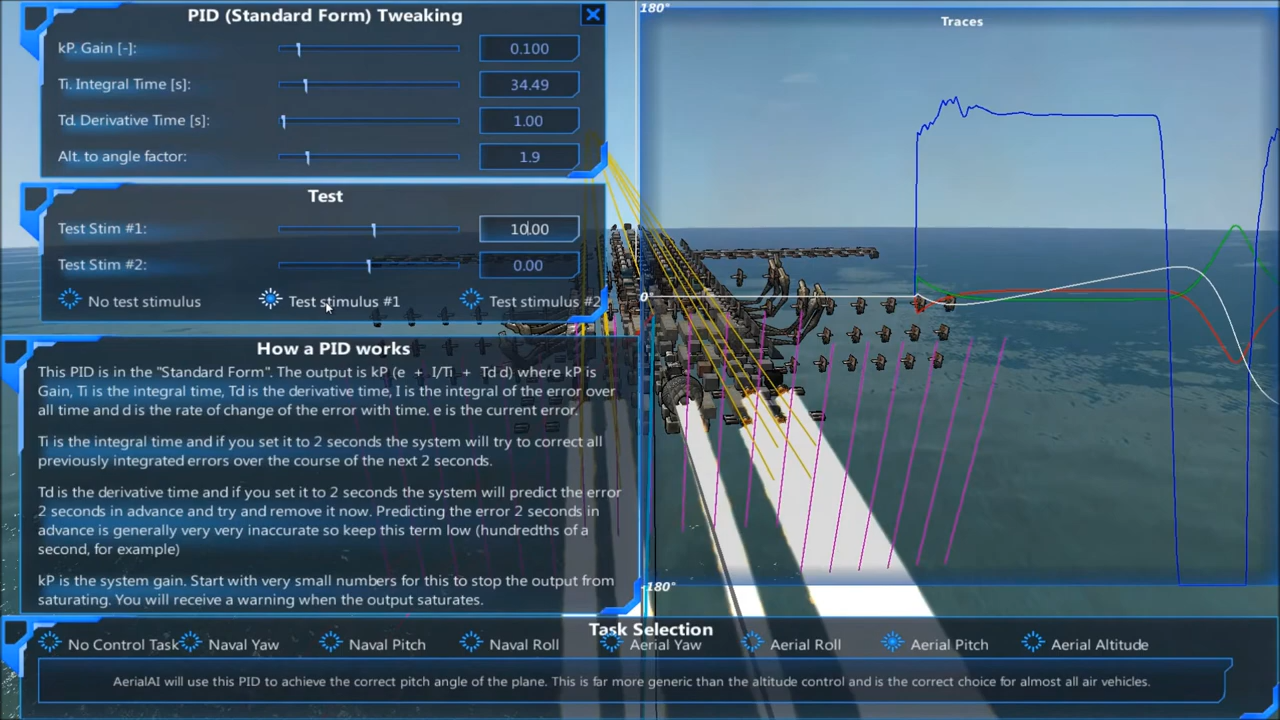 PID (Standard Form) Tweaking
kP. Gain [-]:
0.100
Ti. Integral Time [s]:
34.49
Td. Derivative Time [s]:
1.00
Alt. to angle factor:
1.9
Test
Test Stim #1:
10.00
Test Stim #2:
0.00
No test stimulus
Test stimulus #1
Test stimulus #2
How a PID works
This PID is in the "Standard Form". The output is kP (e + I/Ti + Td d) where kP is
Gain, Ti is the integral time, Td is the derivative time, I is the integral of the error over
all time and d is the rate of change of the error with time. e is the current error.
Ti is the integral time and if you set it to 2 seconds the system will try to correct all
previously integrated errors over the course of the next 2 seconds.
Td is the derivative time and if you set it to 2 seconds the system will predict the error
2 seconds in advance and try and remove it now. Predicting the error 2 seconds in
advance is generally very very inaccurate so keep this term low (hundredths of a
second, for example)
kP is the system gain. Start with very small numbers for this to stop the output from
saturating. You will receive a warning when the output saturates.
180°
Traces
0
-180°
Task Selection
No Control Task
Naval Yaw
Naval Pitch
Naval Roll
Aerial Yaw
Aerial Roll
Aerial Pitch
Aerial Altitude
AerialAI will use this PID to achieve the correct pitch angle of the plane. This is far more generic than the altitude control and is the correct choice for almost all air vehicles.